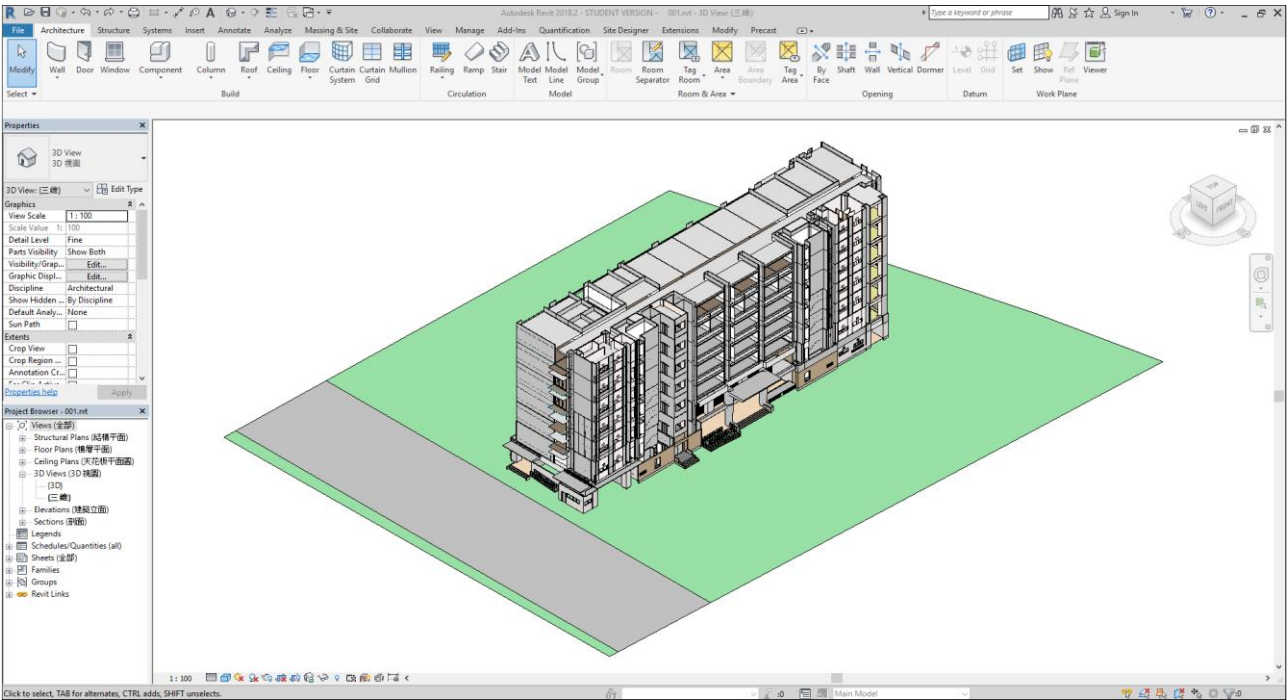 Autodesk Revit 2018.2 - STUDENT VERSION - 001.rvt - 3D View: {三維}
Type a keyword or phrase
Sign In
File Architecture Structure Systems Insert Annotate Analyze Massing & Site Collaborate View Manage Add-Ins Quantification Site Designer Extensions Modify Precast
Modify Wall Door Window Component Column Roof Ceiling Floor Curtain System Curtain Grid Mullion Railing Ramp Stair Model Text Model Line Model Group Room Room Separator Tag Room Area Area Boundary Tag Area By Face Shaft Wall Vertical Dormer Level Grid Set Show Ref Plane Viewer
Select Build Circulation Model Room & Area Opening Datum Work Plane
Properties
3D View
3D 視圖
3D View: {三維} Edit Type
Graphics
View Scale 1 : 100
Scale Value 1: 100
Detail Level Fine
Parts Visibility Show Both
Visibility/Grap... Edit...
Graphic Displ... Edit...
Discipline Architectural
Show Hidden ... By Discipline
Default Analy... None
Sun Path
Extents
Crop View
Crop Region ...
Annotation Cr...
Properties help Apply
Project Browser - 001.rvt
Views (全部)
Structural Plans (結構平面)
Floor Plans (樓層平面)
Ceiling Plans (天花板平面圖)
3D Views (3D 視圖)
{3D}
{三維}
Elevations (建築立面)
Sections (剖面)
Legends
Schedules/Quantities (all)
Sheets (全部)
Families
Groups
Revit Links
TOP
LEFT FRONT
1 : 100
Click to select, TAB for alternates, CTRL adds, SHIFT unselects.
:0 Main Model :0